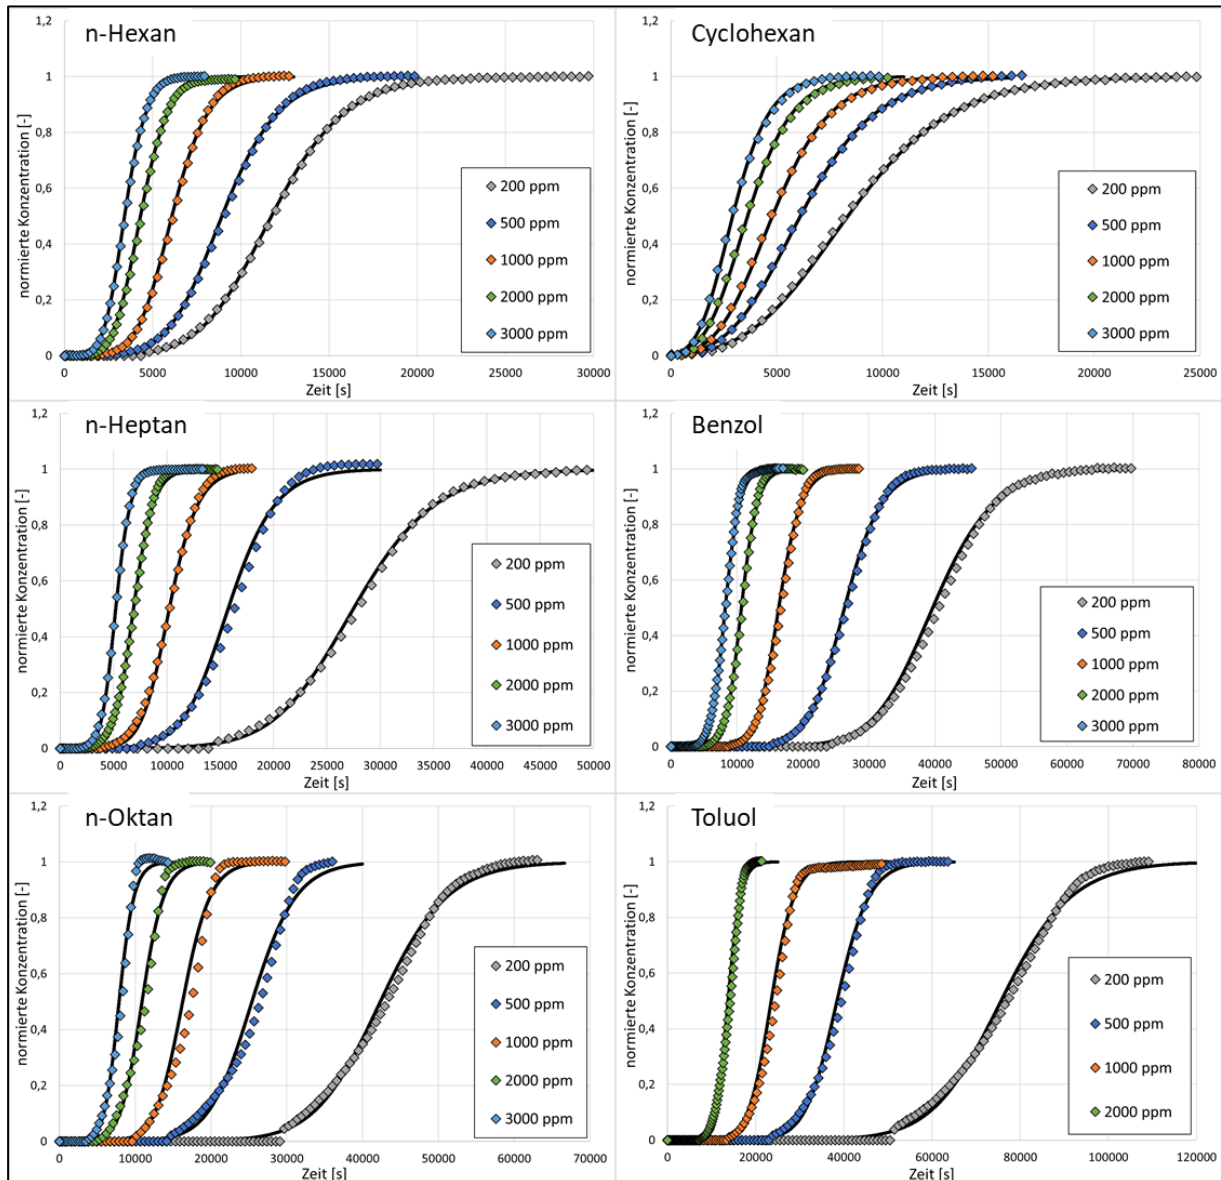 n-Hexan
1,2
1
0,8
0,6
0,4
0,2
0
normierte Konzentration [-]
0 5000 10000 15000 20000 25000 30000
Zeit [s]
200 ppm
500 ppm
1000 ppm
2000 ppm
3000 ppm
Cyclohexan
1,2
1
0,8
0,6
0,4
0,2
0
normierte Konzentration [-]
0 5000 10000 15000 20000 25000
Zeit [s]
200 ppm
500 ppm
1000 ppm
2000 ppm
3000 ppm
n-Heptan
1,2
1
0,8
0,6
0,4
0,2
0
normierte Konzentration [-]
0 5000 10000 15000 20000 25000 30000 35000 40000 45000 50000
Zeit [s]
200 ppm
500 ppm
1000 ppm
2000 ppm
3000 ppm
Benzol
1,2
1
0,8
0,6
0,4
0,2
0
normierte Konzentration [-]
0 10000 20000 30000 40000 50000 60000 70000 80000
Zeit [s]
200 ppm
500 ppm
1000 ppm
2000 ppm
3000 ppm
n-Oktan
1,2
1
0,8
0,6
0,4
0,2
0
normierte Konzentration [-]
0 10000 20000 30000 40000 50000 60000 70000
Zeit [s]
200 ppm
500 ppm
1000 ppm
2000 ppm
3000 ppm
Toluol
1,2
1
0,8
0,6
0,4
0,2
0
normierte Konzentration [-]
0 20000 40000 60000 80000 100000 120000
Zeit [s]
200 ppm
500 ppm
1000 ppm
2000 ppm